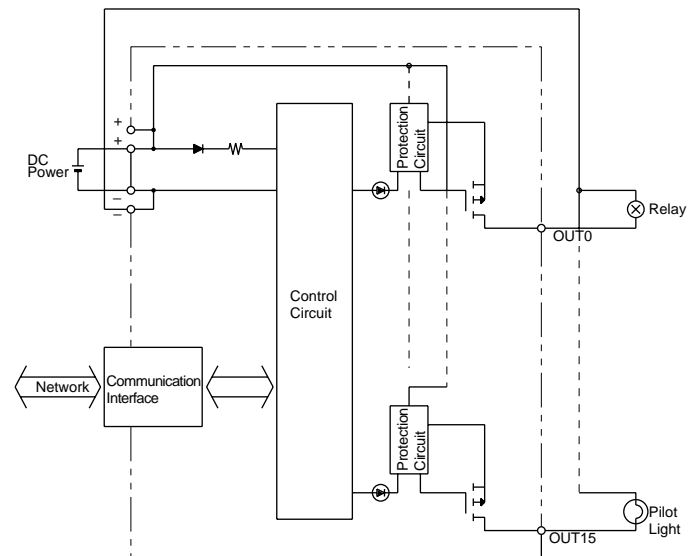 +
+
DC
Power
−
−
Protection
Circuit
Relay
OUT0
Control
Circuit
Network
Communication
Interface
Protection
Circuit
Pilot
Light
OUT15